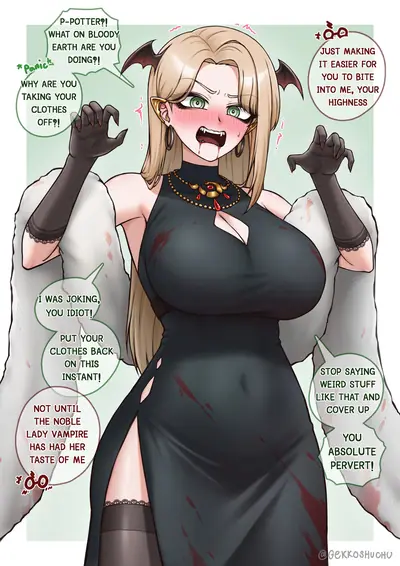 P-POTTER?!
WHAT ON BLOODY
EARTH ARE YOU
DOING?!
*Panick*
WHY ARE YOU
TAKING YOUR
CLOTHES
OFF?!
JUST MAKING
IT EASIER FOR
YOU TO BITE
INTO ME, YOUR
HIGHNESS
I WAS JOKING,
YOU IDIOT!
PUT YOUR
CLOTHES BACK
ON THIS
INSTANT!
NOT UNTIL
THE NOBLE
LADY VAMPIRE
HAS HAD HER
TASTE OF ME
STOP SAYING
WEIRD STUFF
LIKE THAT AND
COVER UP
YOU
ABSOLUTE
PERVERT!
@GEKKOSHUCHU